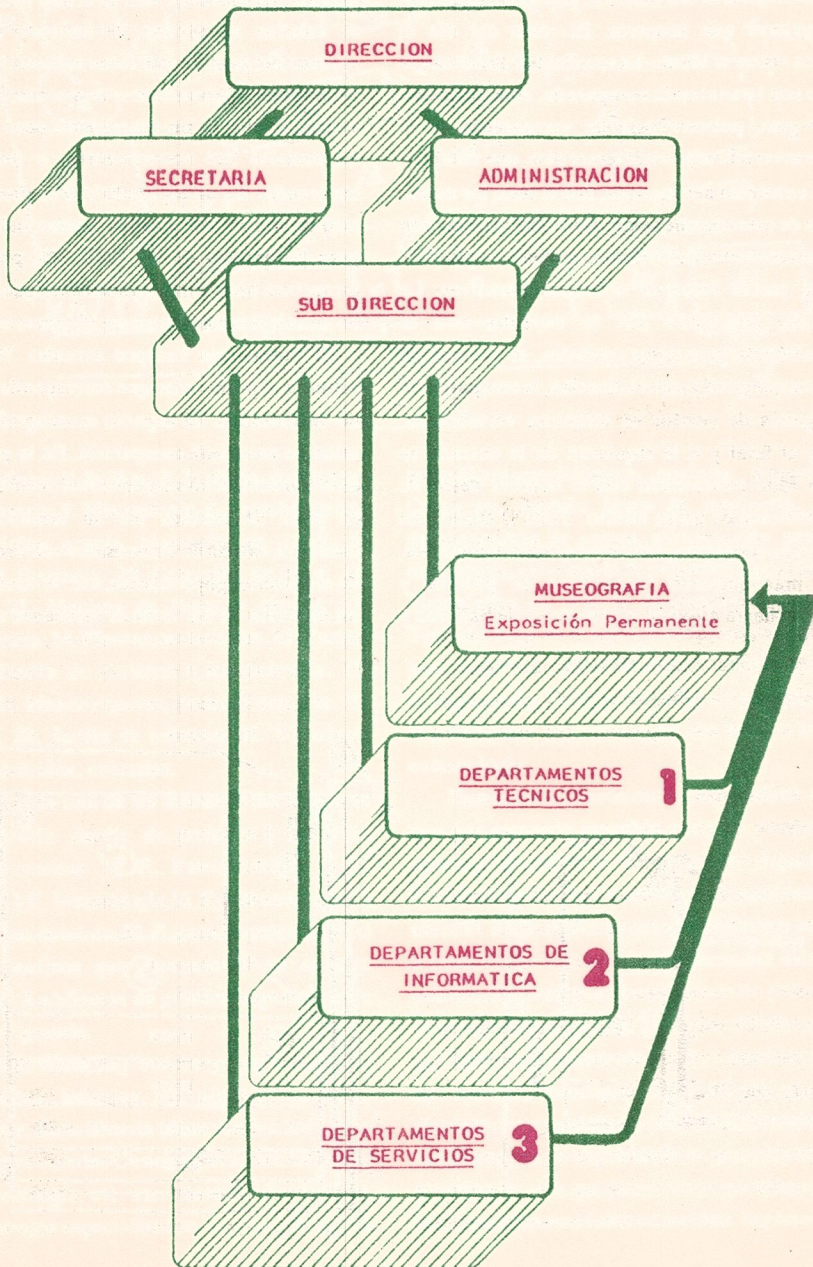 DIRECCION
SECRETARIA
ADMINISTRACION
SUB DIRECCION
MUSEOGRAFIA
Exposición Permanente
DEPARTAMENTOS
TECNICOS
1
DEPARTAMENTOS DE
INFORMATICA
2
DEPARTAMENTOS
DE SERVICIOS
3